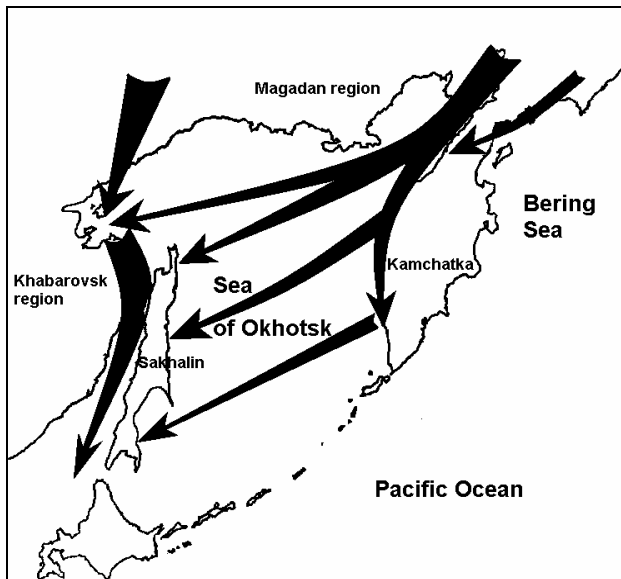 Magadan region
Bering
Sea
Kamchatka
Khabarovsk
region
Sea
of Okhotsk
Sakhalin
Pacific Ocean